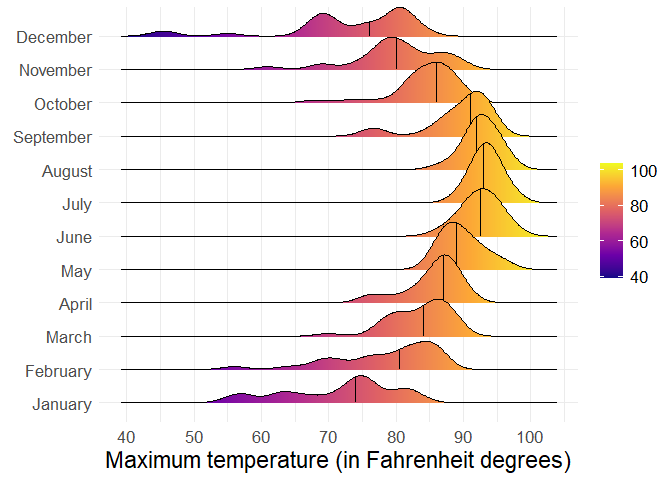 December
November
October
September
August
July
June
May
April
March
February
January
40 50 60 70 80 90 100
Maximum temperature (in Fahrenheit degrees)
100
80
60
40